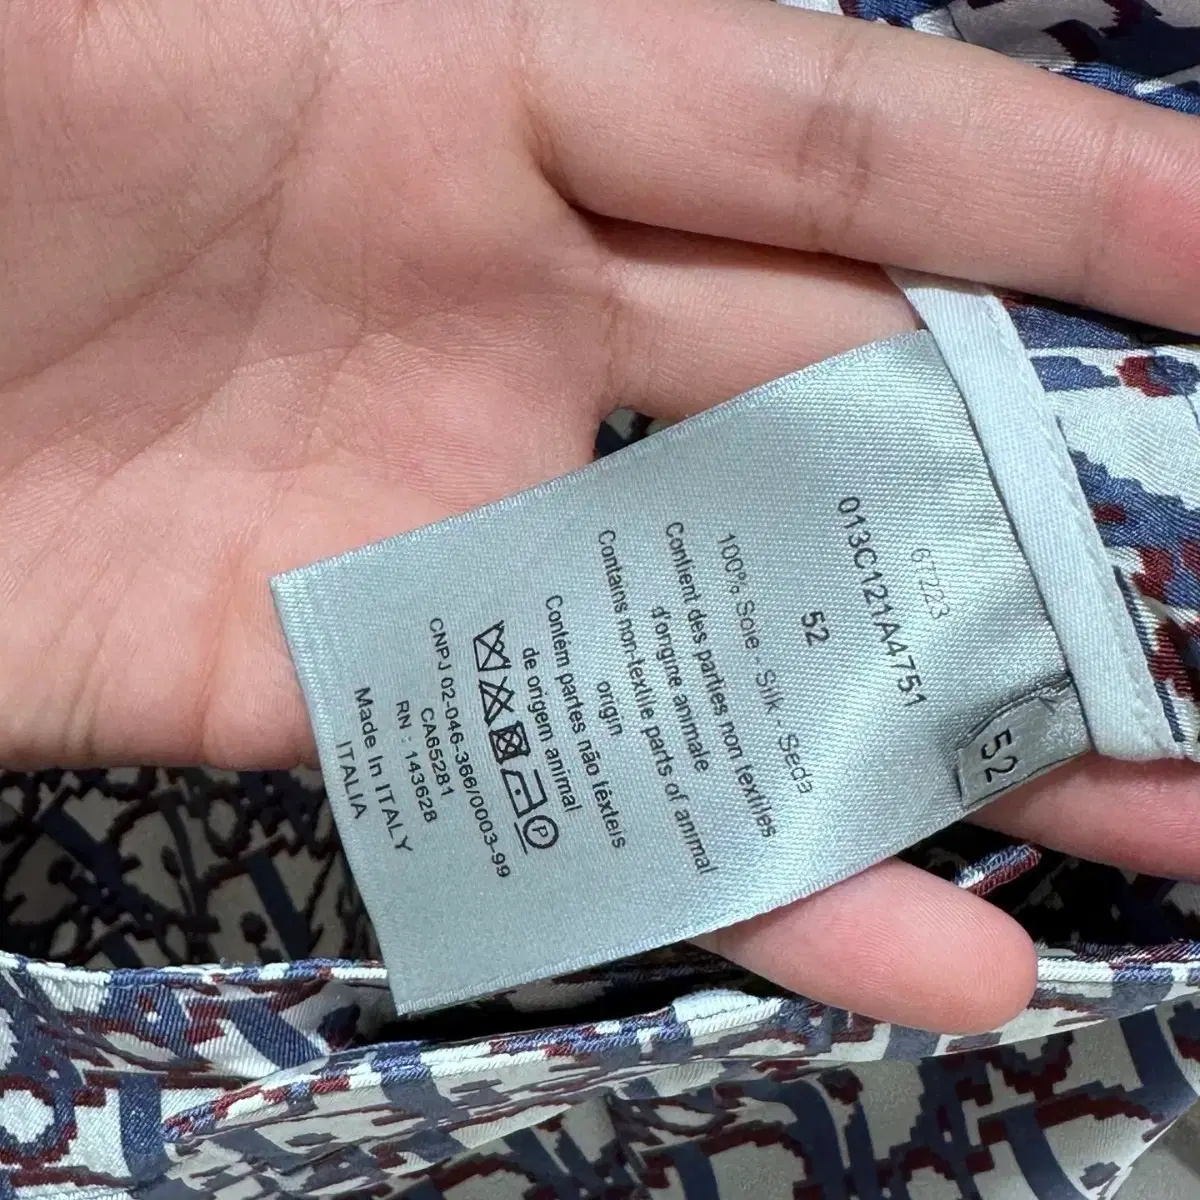 52
67223
013C121A4751
52
100% Soie - Silk - Seda
Contient des parties non textiles
d'orgine animale
Contains non-textile parts of animal
origin
Contém partes não têxteis
de origem animal
P
CNPJ 02-046-366/0003-99
CA65281
RN : 143628
Made In ITALY
ITALIA